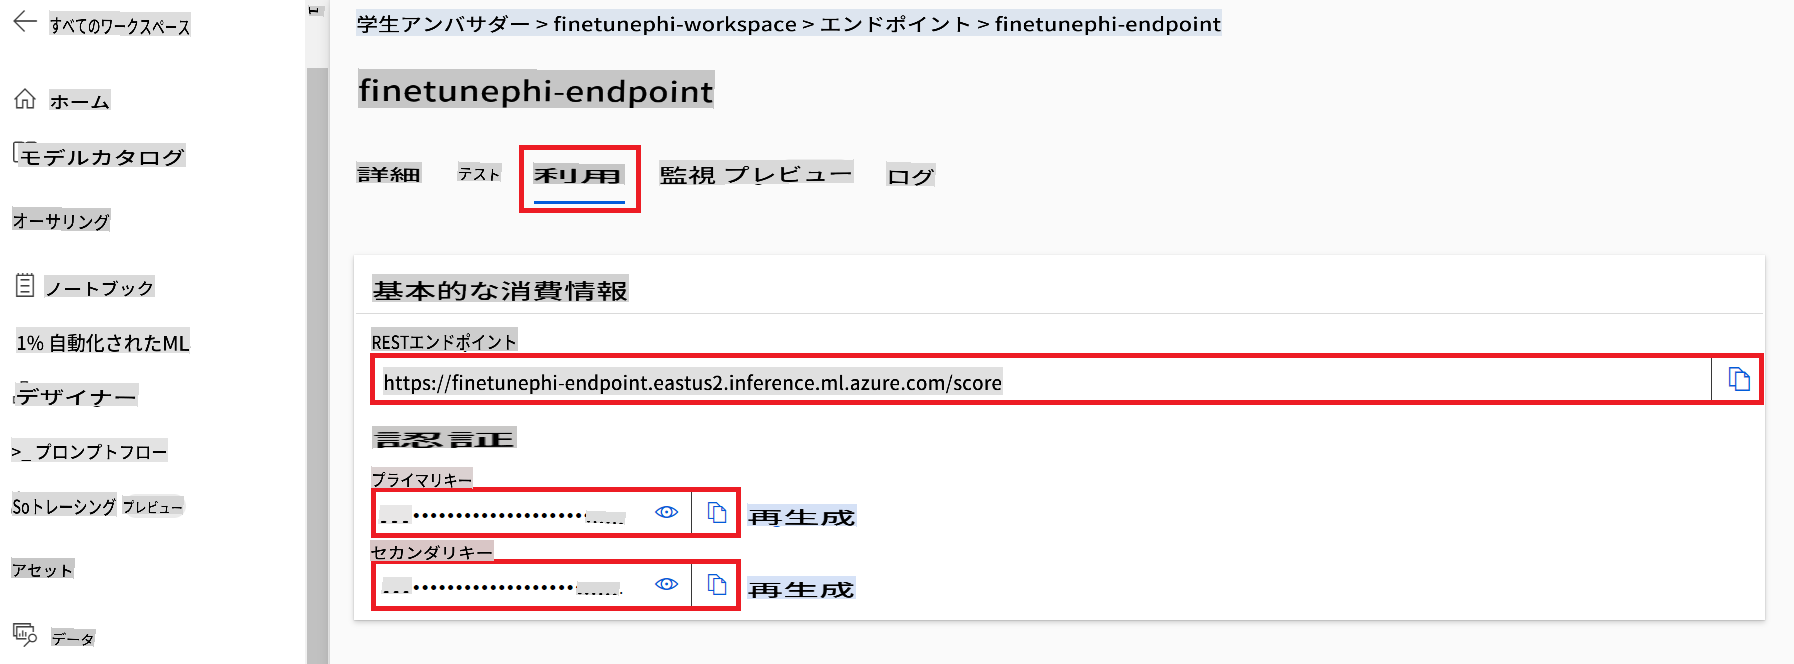 すべてのワークスペース
ホーム
モデルカタログ
オーサリング
ノートブック
1% 自動化されたML
デザイナー
>_ プロンプトフロー
Soトレーシング プレビュー
アセット
データ
学生アンバサダー > finetunephi-workspace > エンドポイント > finetunephi-endpoint
finetunephi-endpoint
詳細 テスト 利用 監視 プレビュー ログ
基本的な消費情報
RESTエンドポイント
https://finetunephi-endpoint.eastus2.inference.ml.azure.com/score
認証
プライマリキー
再生成
セカンダリキー
再生成